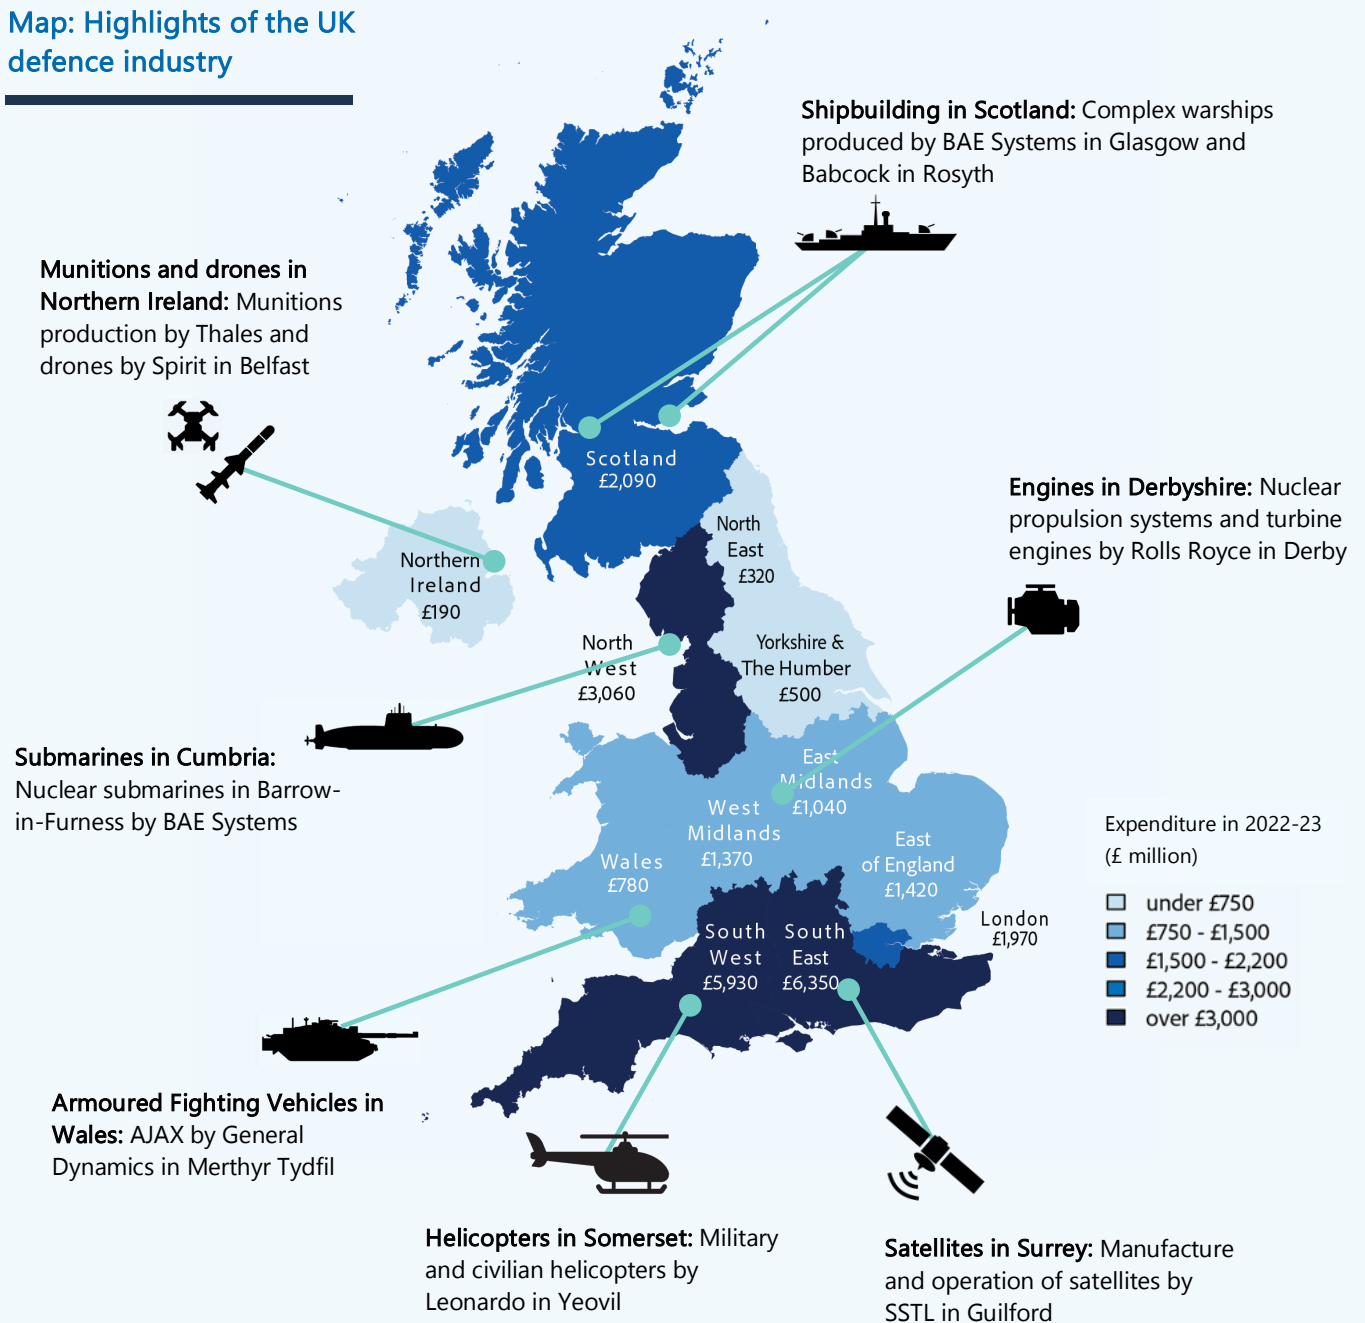 Map: Highlights of the UK
defence industry
Shipbuilding in Scotland: Complex warships
produced by BAE Systems in Glasgow and
Babcock in Rosyth
Munitions and drones in
Northern Ireland: Munitions
production by Thales and
drones by Spirit in Belfast
Scotland
£2,090
Engines in Derbyshire: Nuclear
propulsion systems and turbine
engines by Rolls Royce in Derby
North
East
£320
Northern
Ireland
£190
North
West
£3,060
Yorkshire &
The Humber
£500
Submarines in Cumbria:
Nuclear submarines in Barrow-
in-Furness by BAE Systems
East
Midlands
£1,040
West
Midlands
£1,370
Wales
£780
East
of England
£1,420
London
£1,970
South
West
£5,930
South
East
£6,350
Expenditure in 2022-23
(£ million)
under £750
£750 - £1,500
£1,500 - £2,200
£2,200 - £3,000
over £3,000
Armoured Fighting Vehicles in
Wales: AJAX by General
Dynamics in Merthyr Tydfil
Helicopters in Somerset: Military
and civilian helicopters by
Leonardo in Yeovil
Satellites in Surrey: Manufacture
and operation of satellites by
SSTL in Guilford